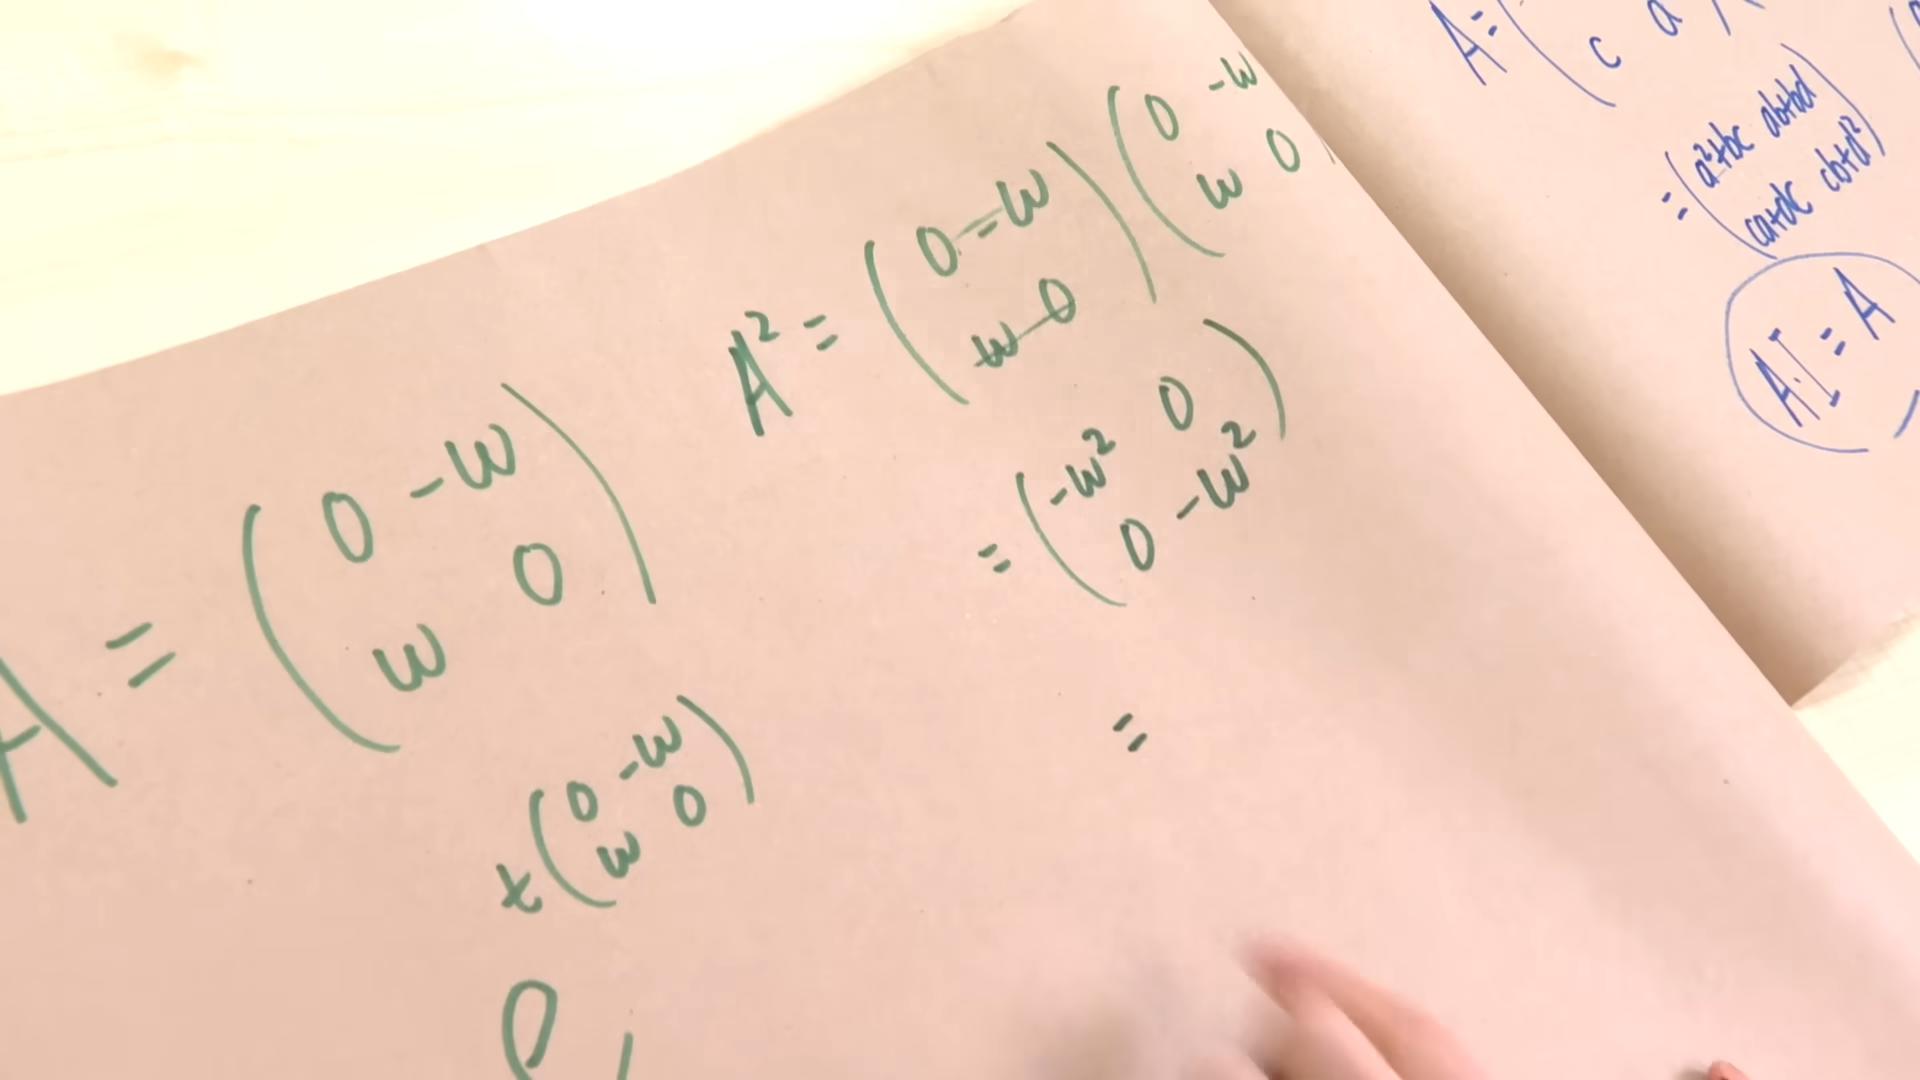 A = ( 0 -w
w 0 )
t ( 0 -w
w 0 )
e
A² = ( 0 -w
w 0 ) ( 0 -w
w 0
= ( -w² 0
0 -w² )
=
A = (
c d
= ( a²+bc ab+bd
ca+dc cb+d² )
A·I = A